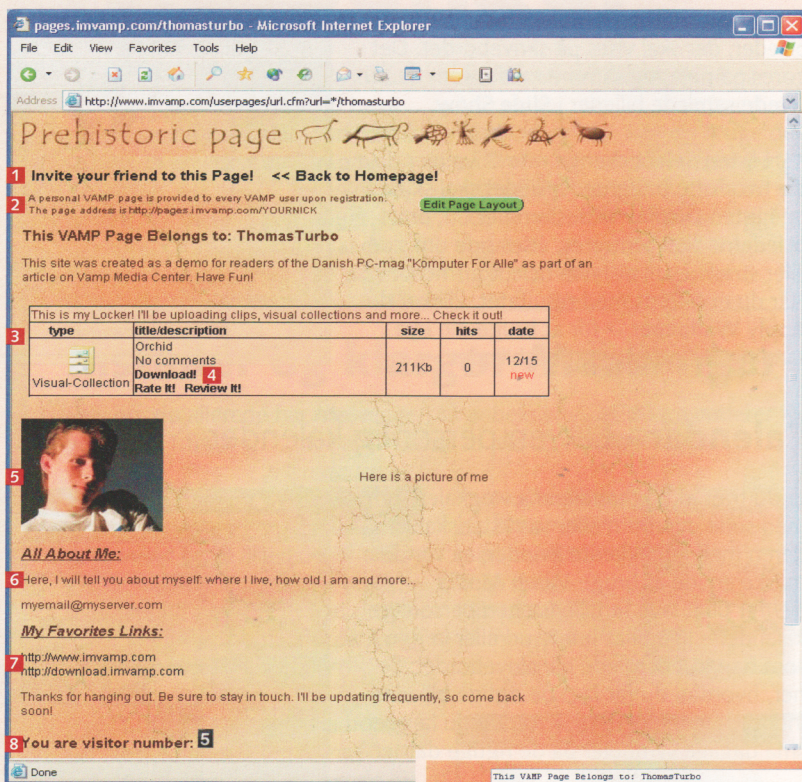 pages.imvamp.com/thomasturbo - Microsoft Internet Explorer
File Edit View Favorites Tools Help
Address http://www.imvamp.com/userpages/url.cfm?url=*/thomasturbo
Prehistoric page
1 Invite your friend to this Page! << Back to Homepage!
2 A personal VAMP page is provided to every VAMP user upon registration.
The page address is http://pages.imvamp.com/YOURNICK
Edit Page Layout
This VAMP Page Belongs to: ThomasTurbo
This site was created as a demo for readers of the Danish PC-mag."Komputer For Alle" as part of an
article on Vamp Media Center. Have Fun!
This is my Locker! I'll be uploading clips, visual collections and more... Check it out!
3 type title/description size hits date
Orchid
No comments
Download! 4
Rate It! Review It!
Visual-Collection
211Kb 0 12/15
new
5 Here is a picture of me
All About Me:
6 Here, I will tell you about myself: where I live, how old I am and more...
myemail@myserver.com
My Favorites Links:
7 http://www.imvamp.com
http://download.imvamp.com
Thanks for hanging out. Be sure to stay in touch. I'll be updating frequently, so come back
soon!
8 You are visitor number: 5
Done
This VAMP Page Belongs to: ThomasTurbo